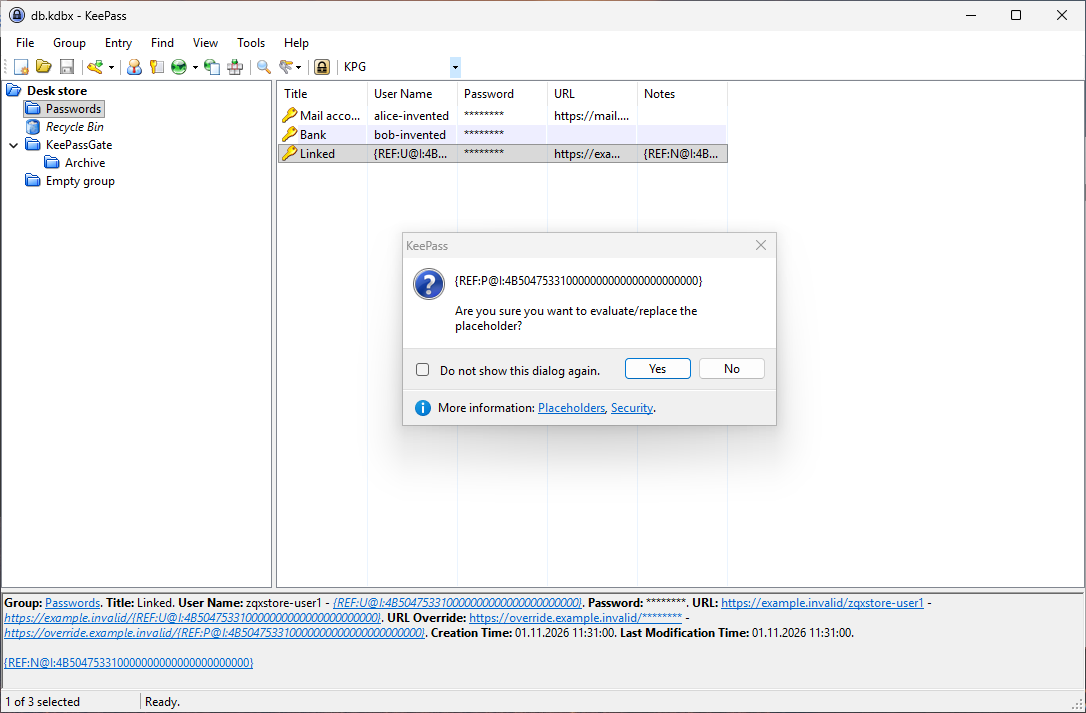 db.kdbx - KeePass
File Group Entry Find View Tools Help
KPG
Desk store
Passwords
Recycle Bin
KeePassGate
Archive
Empty group
Title User Name Password URL Notes
Mail acco... alice-invented ******** https://mail....
Bank bob-invented ********
Linked {REF:U@I:4B... ******** https://exa... {REF:N@I:4B...
KeePass
{REF:P@I:4B504753310000000000000000000000}
Are you sure you want to evaluate/replace the
placeholder?
Do not show this dialog again.
Yes No
More information: Placeholders, Security.
Group: Passwords. Title: Linked. User Name: zqxstore-user1 - {REF:U@I:4B504753310000000000000000000000}. Password: ********. URL: https://example.invalid/zqxstore-user1 -
https://example.invalid/{REF:U@I:4B504753310000000000000000000000}. URL Override: https://override.example.invalid/******** -
https://override.example.invalid/{REF:P@I:4B504753310000000000000000000000}. Creation Time: 01.11.2026 11:31:00. Last Modification Time: 01.11.2026 11:31:00.
{REF:N@I:4B504753310000000000000000000000}
1 of 3 selected
Ready.